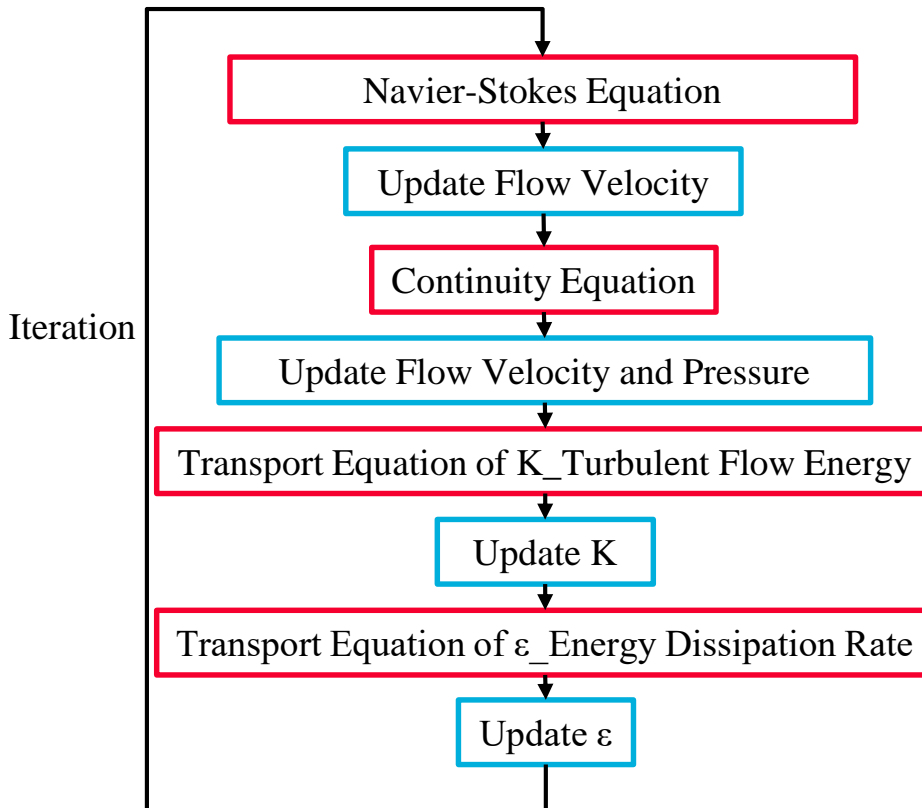 Navier-Stokes Equation
Update Flow Velocity
Continuity Equation
Iteration
Update Flow Velocity and Pressure
Transport Equation of K_Turbulent Flow Energy
Update K
Transport Equation of ε_Energy Dissipation Rate
Update ε